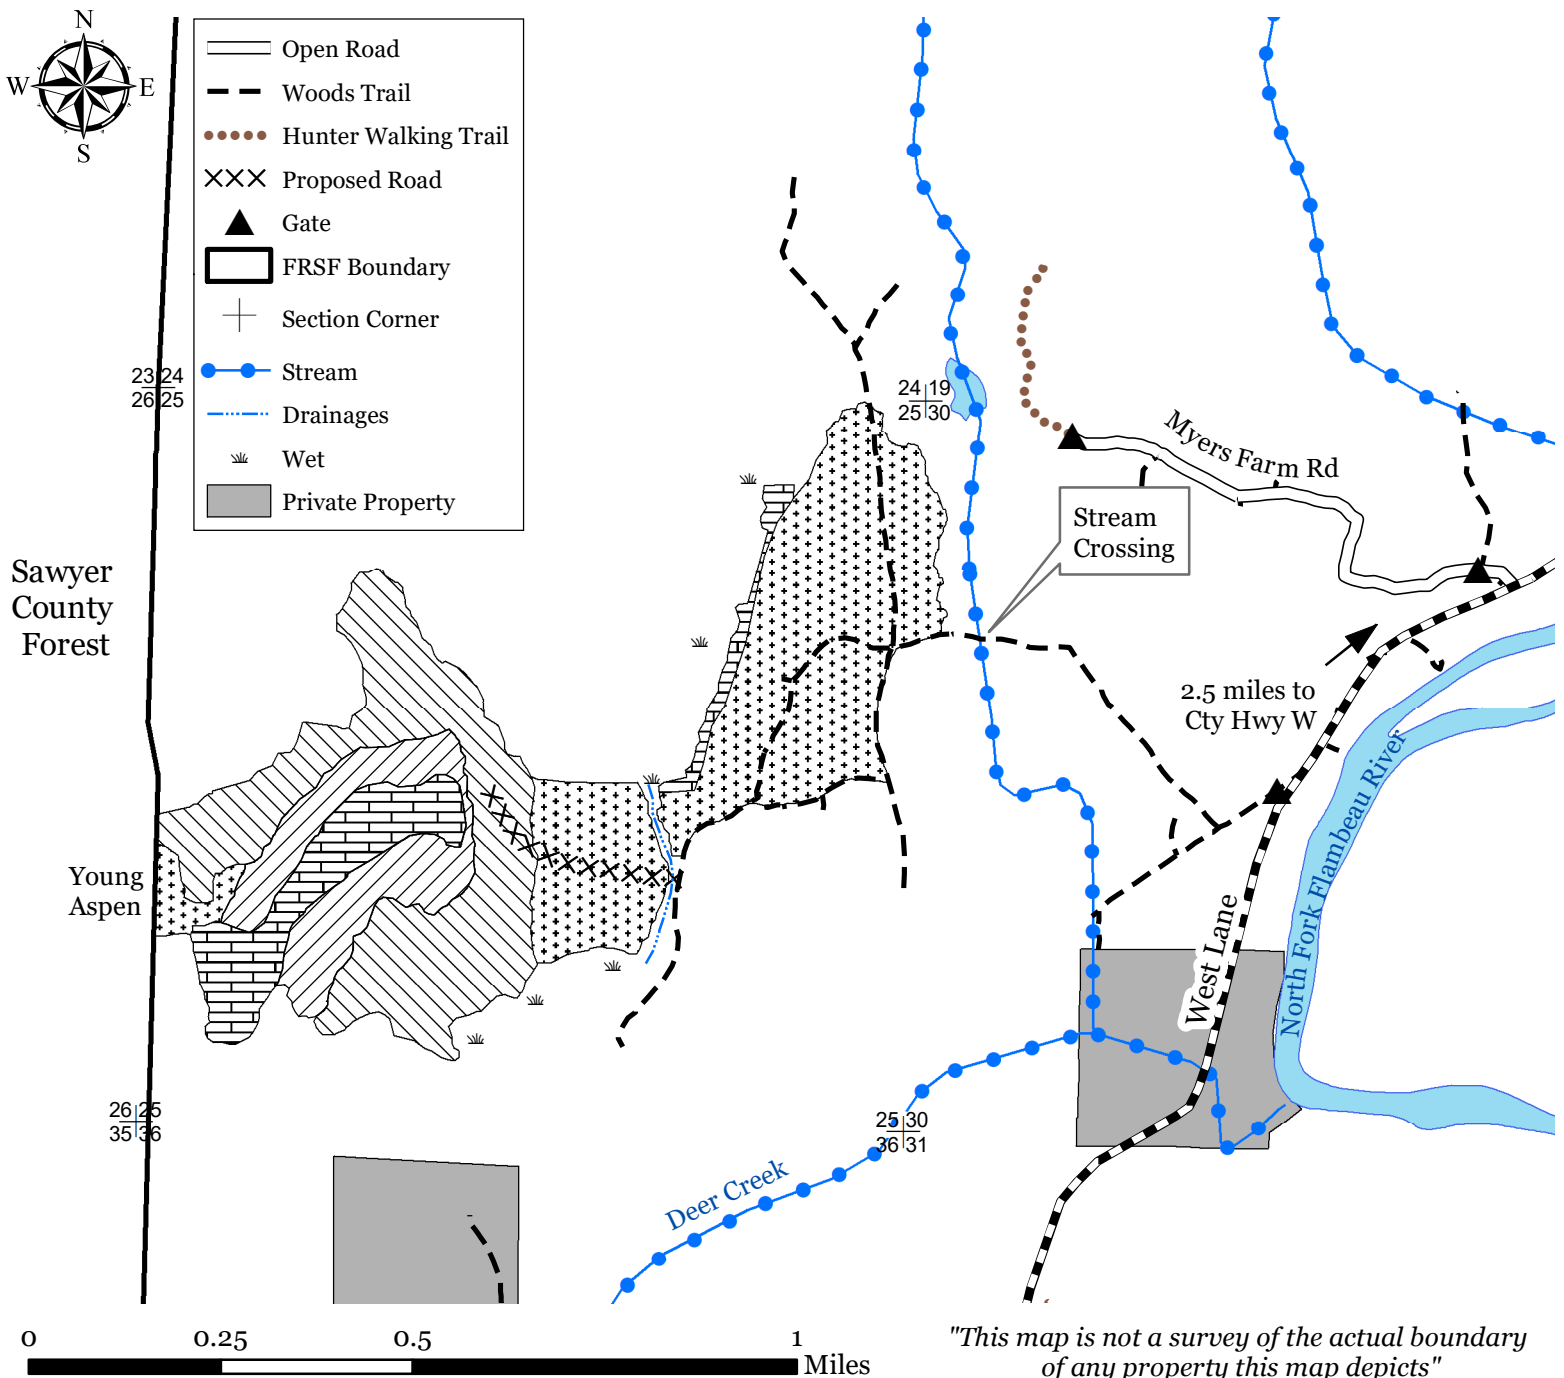 N
W
E
S
Open Road
Woods Trail
Hunter Walking Trail
Proposed Road
Gate
FRSF Boundary
Section Corner
Stream
Drainages
Wet
Private Property
23 24
26 25
24 19
25 30
Myers Farm Rd
Stream
Crossing
Sawyer
County
Forest
2.5 miles to
Cty Hwy W
North Fork Flambeau River
Young
Aspen
West Lane
26 25
35 36
25 30
36 31
Deer Creek
0
0.25
0.5
1
Miles
"This map is not a survey of the actual boundary
of any property this map depicts"